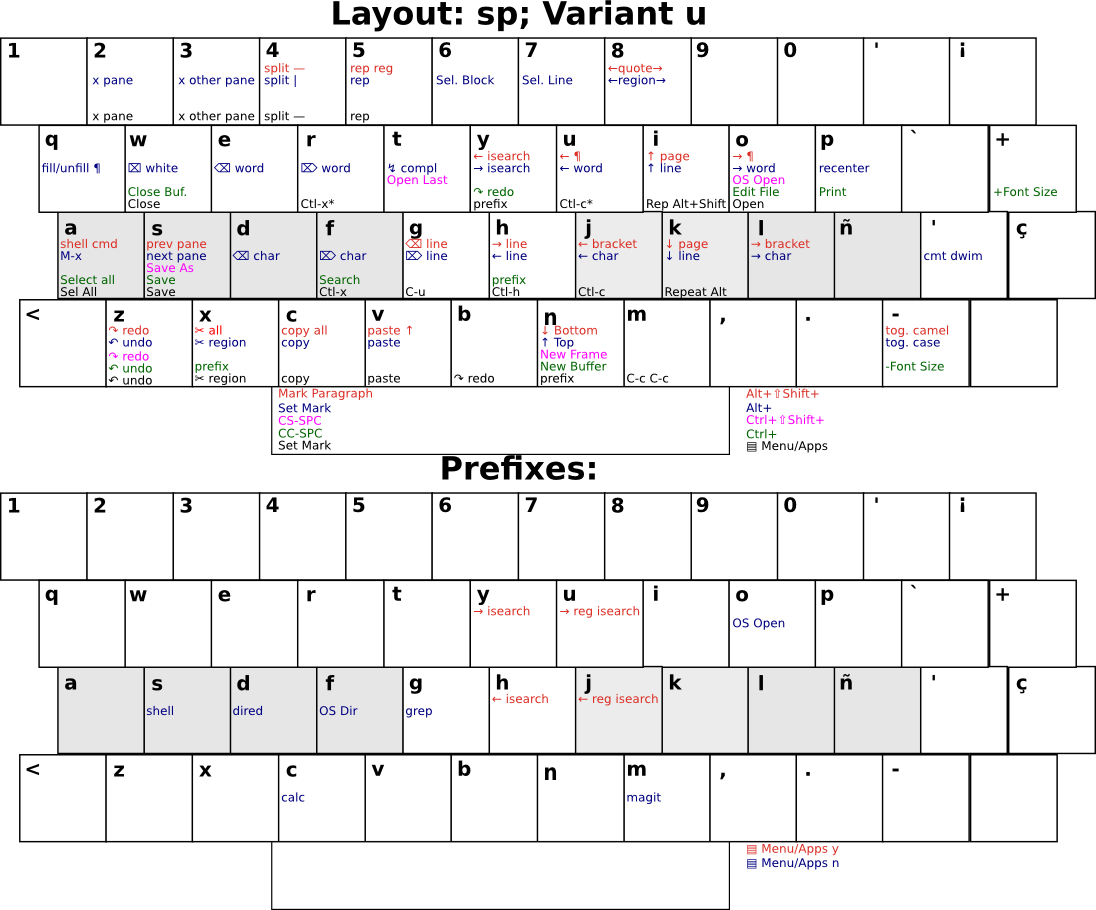 Layout: sp; Variant u
1 2 3 4 5 6 7 8 9 0 ' ¡
split — rep reg ←quote→
x pane x other pane split | rep Sel. Block Sel. Line ←region→
x pane x other pane split — rep
q w e r t y u i o p ` +
← isearch ← ¶ ↑ page → ¶
fill/unfill ¶ ⌧ white ⌫ word ⌦ word ↯ compl → isearch ← word ↑ line → word recenter
Open Last OS Open
Close Buf. ↷ redo Edit File Print +Font Size
Close Ctl-x* prefix Ctl-c* Rep Alt+Shift Open
a s d f g h j k l ñ ' ç
shell cmd prev pane ⌫ line → line ← bracket ↓ page → bracket
M-x next pane ⌫ char ⌦ char ⌦ line ← line ← char ↓ line → char cmt dwim
Save As
Select all Save Search prefix
Sel All Save Ctl-x C-u Ctl-h Ctl-c Repeat Alt
< z x c v b n m , . -
↷ redo ✂ all copy all paste ↑ ↓ Bottom tog. camel
↶ undo ✂ region copy paste ↑ Top tog. case
↷ redo New Frame
↶ undo prefix New Buffer -Font Size
↶ undo ✂ region copy paste ↷ redo prefix C-c C-c
Mark Paragraph Alt+⇧Shift+
Set Mark Alt+
CS-SPC Ctrl+⇧Shift+
CC-SPC Ctrl+
Set Mark ▤ Menu/Apps
Prefixes:
1 2 3 4 5 6 7 8 9 0 ' ¡
q w e r t y u i o p ` +
→ isearch → reg isearch
OS Open
a s d f g h j k l ñ ' ç
← isearch ← reg isearch
shell dired OS Dir grep
< z x c v b n m , . -
calc magit
▤ Menu/Apps y
▤ Menu/Apps n